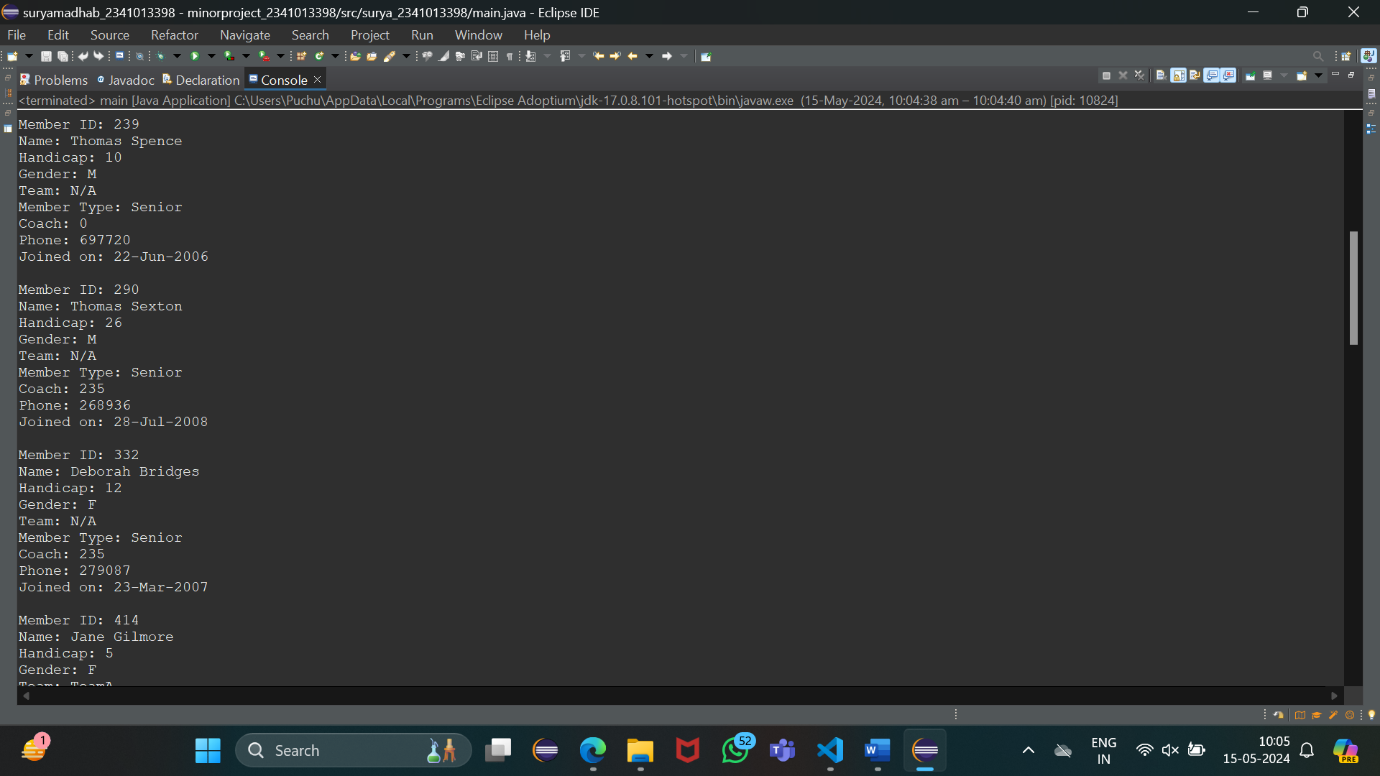 suryamadhab_2341013398 - minorproject_2341013398/src/surya_2341013398/main.java - Eclipse IDE
File Edit Source Refactor Navigate Search Project Run Window Help
Problems Javadoc Declaration Console
<terminated> main [Java Application] C:\Users\Puchu\AppData\Local\Programs\Eclipse Adoptium\jdk-17.0.8.101-hotspot\bin\javaw.exe (15-May-2024, 10:04:38 am – 10:04:40 am) [pid: 10824]
Member ID: 239
Name: Thomas Spence
Handicap: 10
Gender: M
Team: N/A
Member Type: Senior
Coach: 0
Phone: 697720
Joined on: 22-Jun-2006
Member ID: 290
Name: Thomas Sexton
Handicap: 26
Gender: M
Team: N/A
Member Type: Senior
Coach: 235
Phone: 268936
Joined on: 28-Jul-2008
Member ID: 332
Name: Deborah Bridges
Handicap: 12
Gender: F
Team: N/A
Member Type: Senior
Coach: 235
Phone: 279087
Joined on: 23-Mar-2007
Member ID: 414
Name: Jane Gilmore
Handicap: 5
Gender: F
Team: TeamA
1
Search
52
ENG
IN
10:05
15-05-2024
PRE